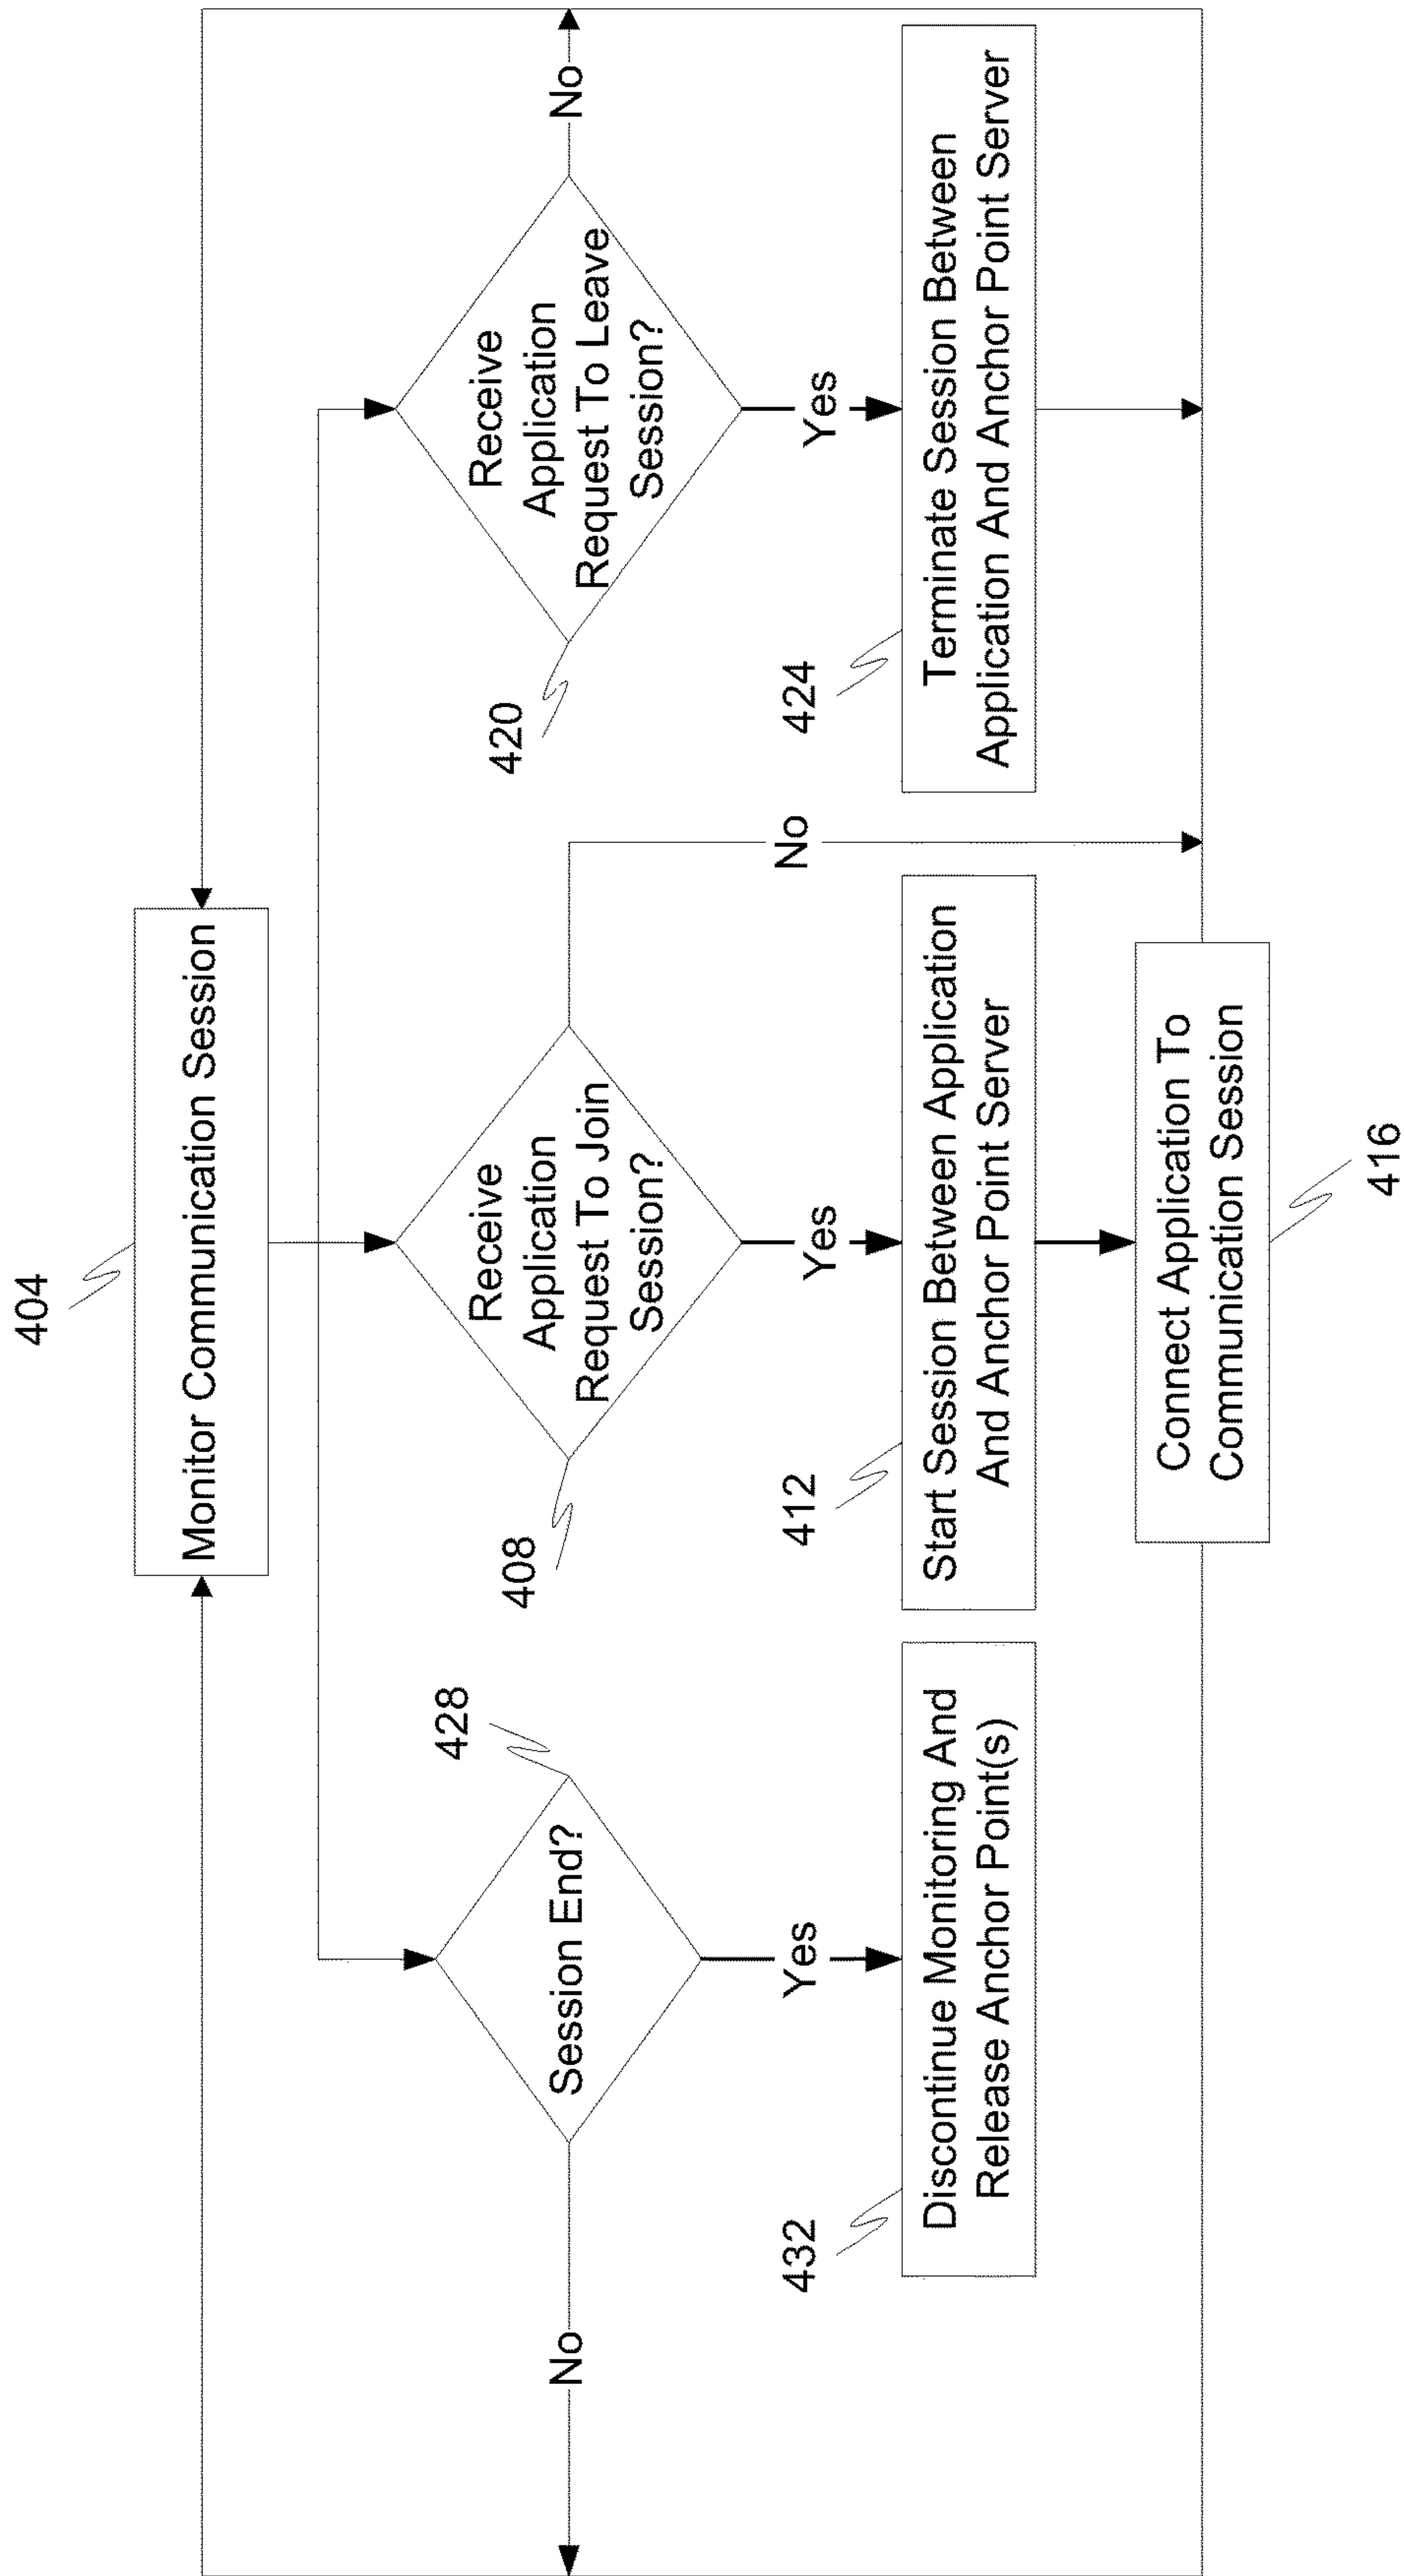 404
Monitor Communication Session
428
Session End?
No
Yes
432
Discontinue Monitoring And
Release Anchor Point(s)
408
Receive
Application
Request To Join
Session?
No
Yes
412
Start Session Between Application
And Anchor Point Server
Connect Application To
Communication Session
416
420
Receive
Application
Request To Leave
Session?
No
Yes
424
Terminate Session Between
Application And Anchor Point Server